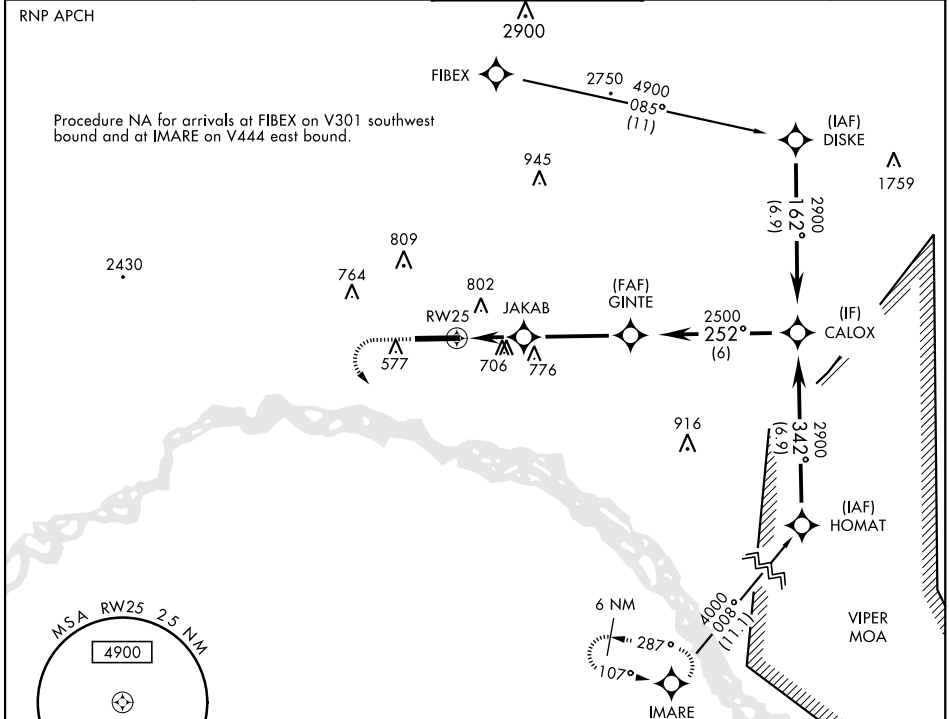 RNP APCH
2900
FIBEX
2750
4900
085°
(11)
(IAF)
DISKE
Procedure NA for arrivals at FIBEX on V301 southwest
bound and at IMARE on V444 east bound.
945
1759
2900
162°
(6.9)
809
2430
764
802
RW25
JAKAB
(FAF)
GINTE
2500
252°
(6)
(IF)
CALOX
577
706
776
916
2900
342°
(6.9)
(IAF)
HOMAT
4000
008°
(11.1)
6 NM
287°
107°
IMARE
VIPER
MOA
MSA RW25 25 NM
4900